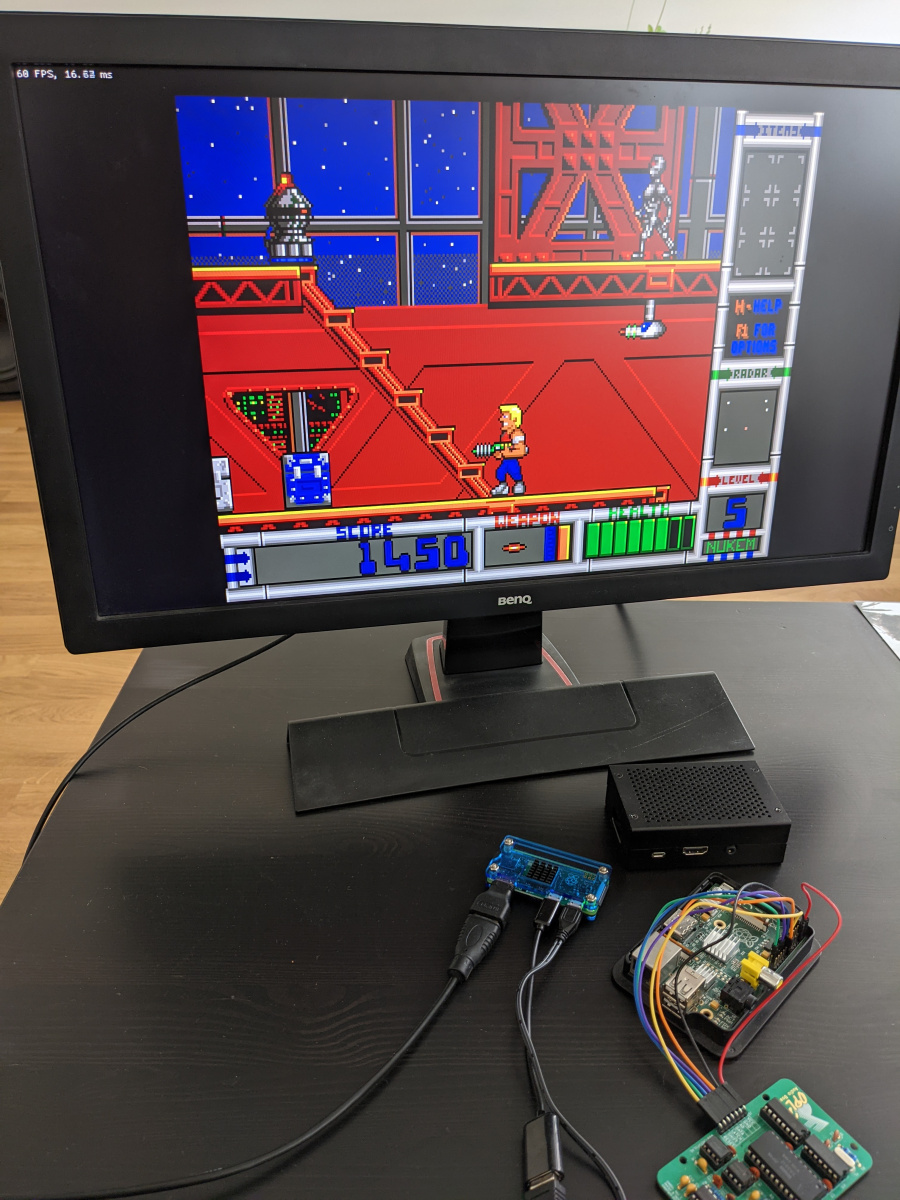 60 FPS, 16.63 ms
ITEMS
H-HELP
F1 FOR
OPTIONS
RADAR
LEVEL
5
NUKEM
SCORE
1450
WEAPON
HEALTH
BenQ